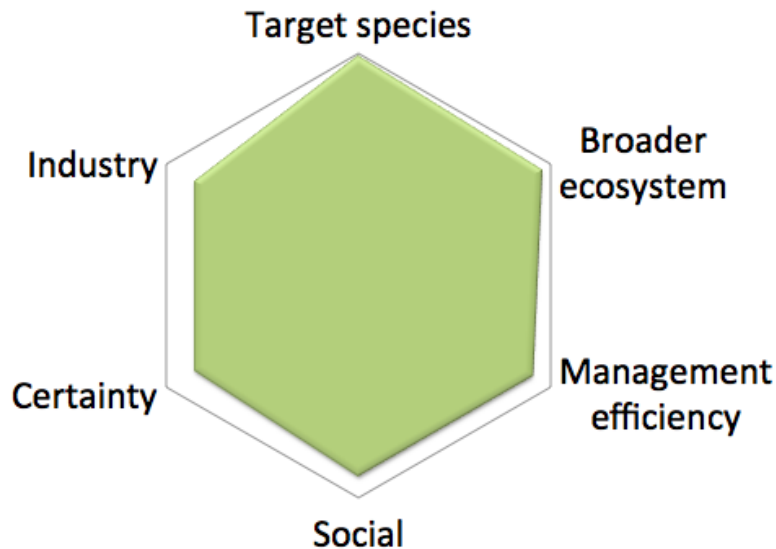 Target species
Broader
ecosystem
Industry
Management
efficiency
Certainty
Social